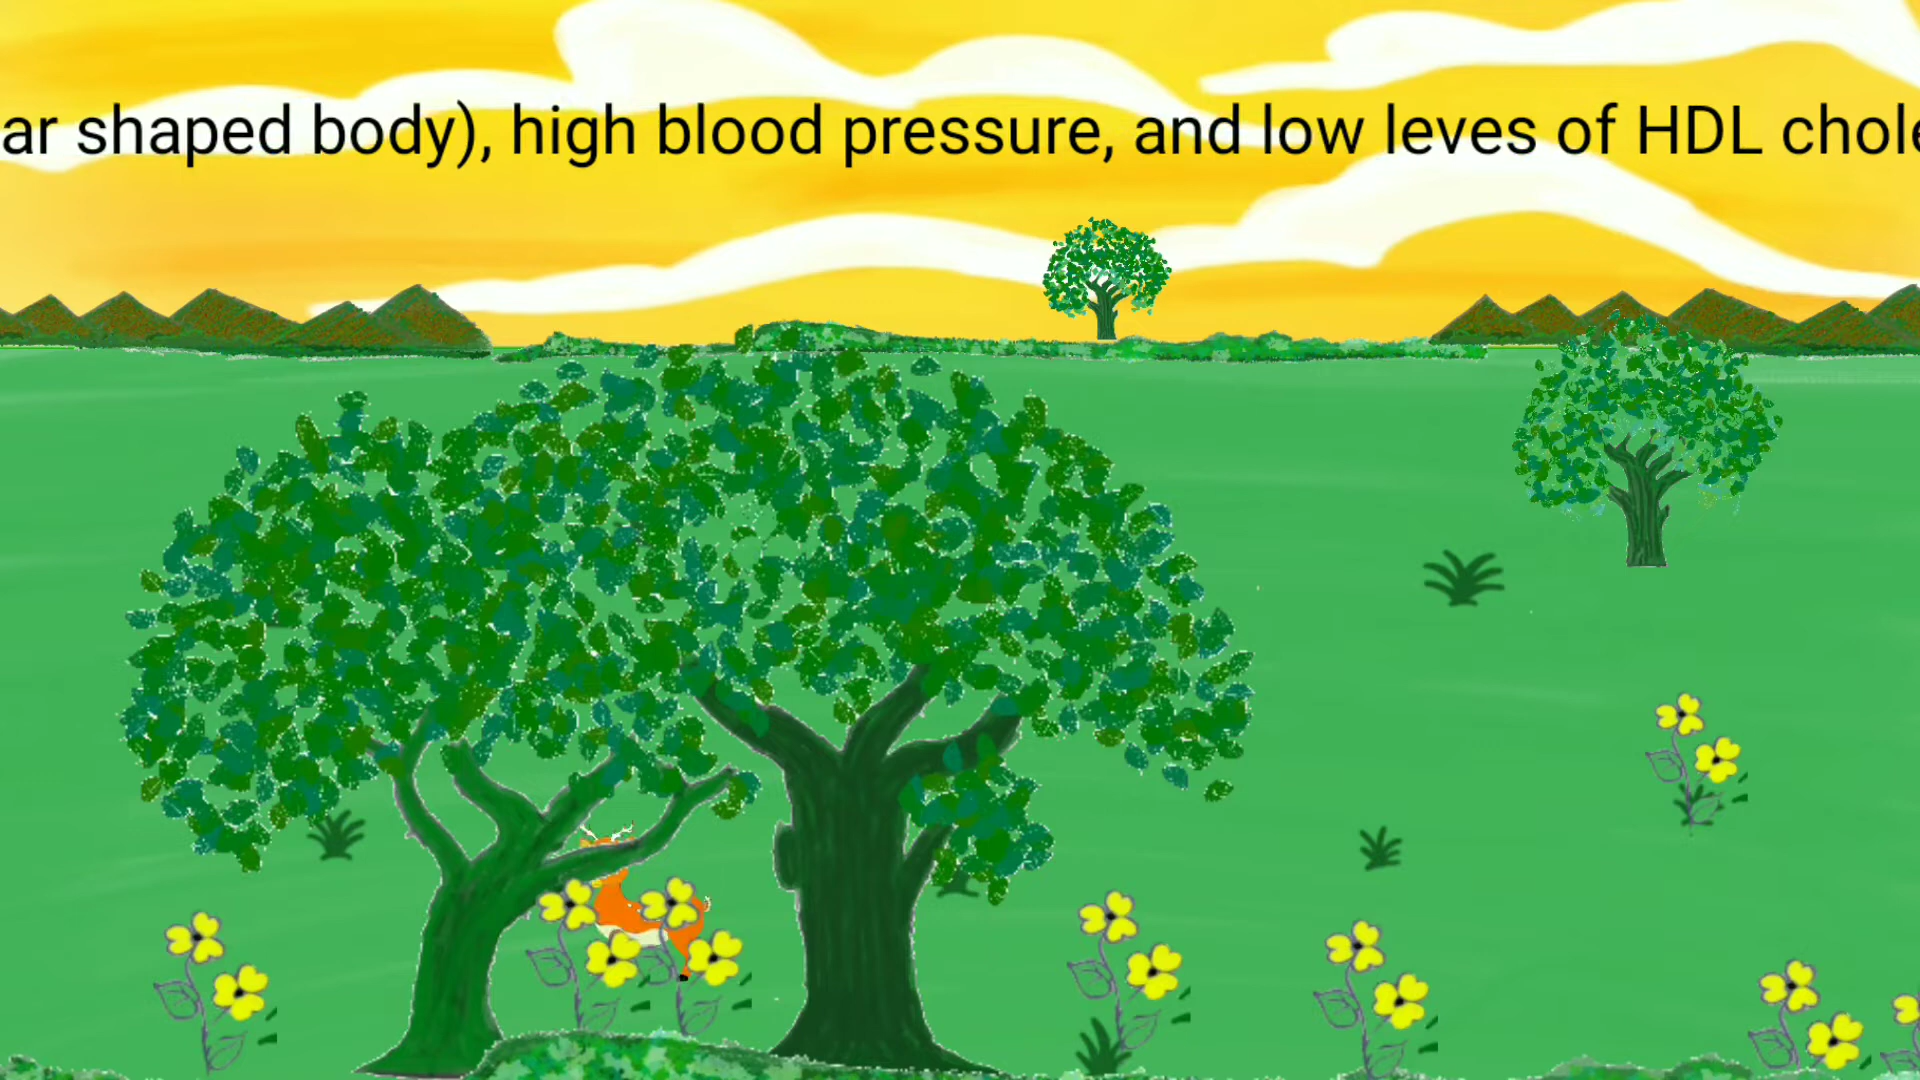 ar shaped body), high blood pressure, and low leves of HDL chole